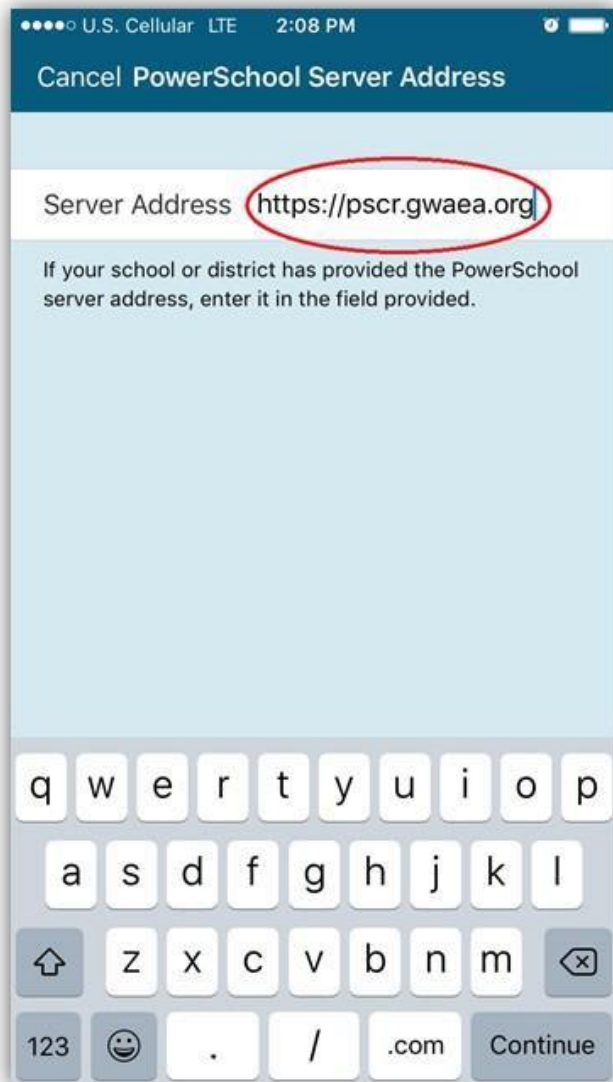 U.S. Cellular LTE 2:08 PM
Cancel PowerSchool Server Address
Server Address https://pscr.gwaea.org
If your school or district has provided the PowerSchool
server address, enter it in the field provided.
q w e r t y u i o p
a s d f g h j k l
z x c v b n m
123 . / .com Continue